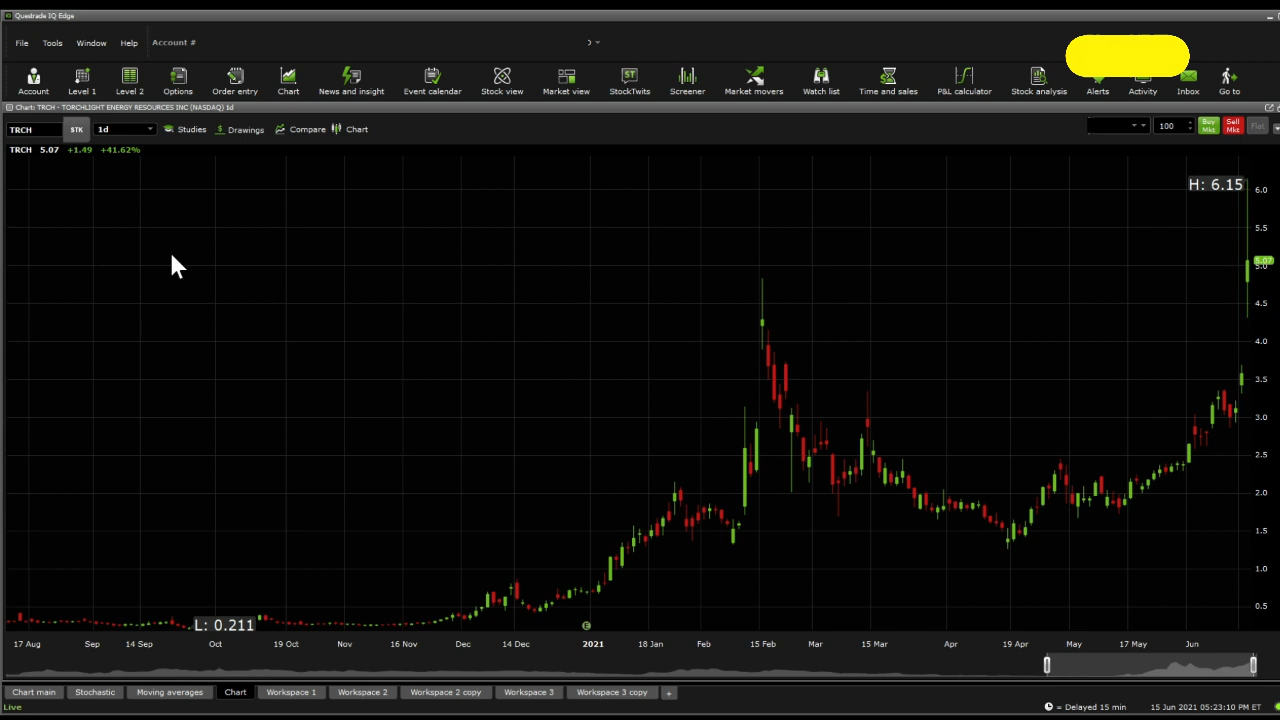 Questrade IQ Edge
File Tools Window Help Account #
Account Level 1 Level 2 Options Order entry Chart News and insight Event calendar Stock view Market view StockTwits Screener Market movers Watch list Time and sales P&L calculator Stock analysis Alerts Activity Inbox Go to
Chart: TRCH - TORCHLIGHT ENERGY RESOURCES INC (NASDAQ) 1d
TRCH STK 1d Studies Drawings Compare Chart 100 Buy Mkt Sell Mkt Flat
TRCH 5.07 +1.49 +41.62%
H: 6.15
6.0
5.5
5.07
5.0
4.5
4.0
3.5
3.0
2.5
2.0
1.5
1.0
0.5
L: 0.211
E
17 Aug Sep 14 Sep Oct 19 Oct Nov 16 Nov Dec 14 Dec 2021 18 Jan Feb 15 Feb Mar 15 Mar Apr 19 Apr May 17 May Jun
Chart main Stochastic Moving averages Chart Workspace 1 Workspace 2 Workspace 2 copy Workspace 3 Workspace 3 copy +
Live = Delayed 15 min 15 Jun 2021 05:23:10 PM ET